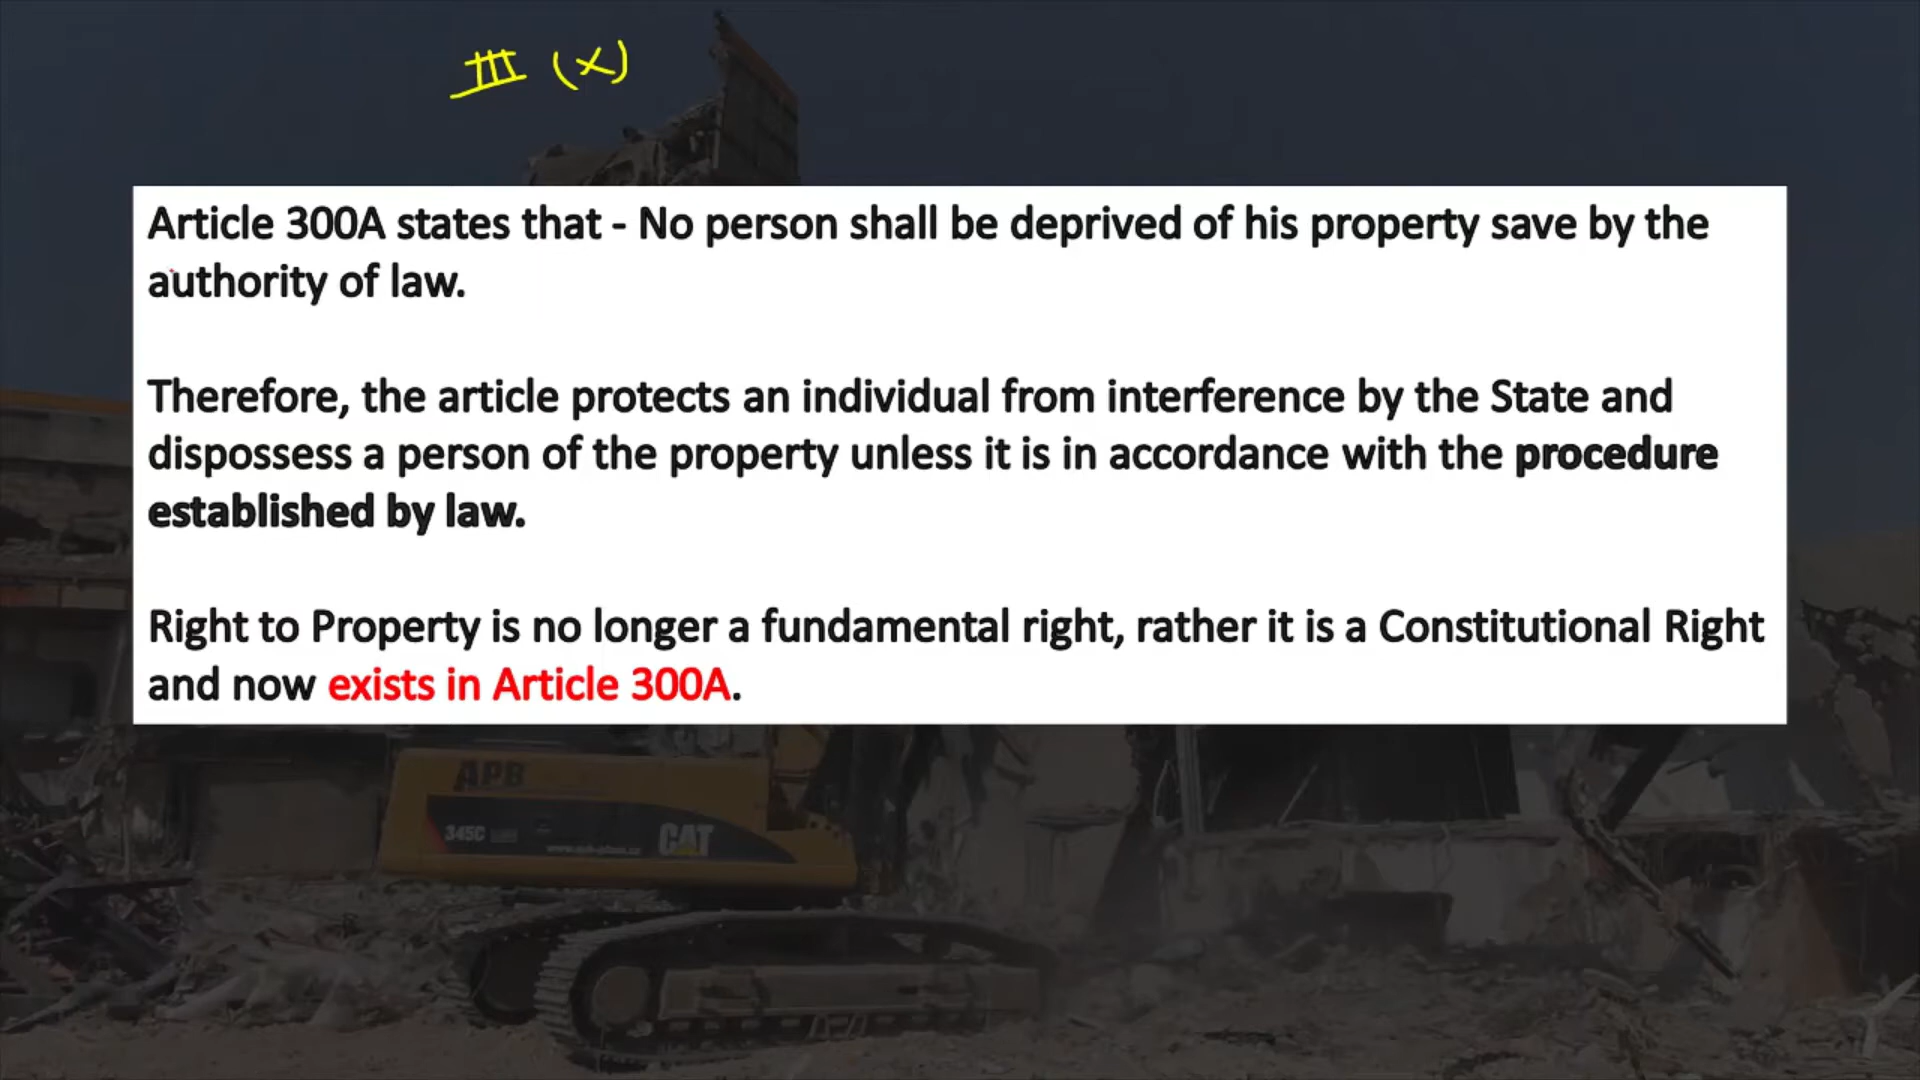 III (X)
Article 300A states that - No person shall be deprived of his property save by the
authority of law.
Therefore, the article protects an individual from interference by the State and
dispossess a person of the property unless it is in accordance with the procedure
established by law.
Right to Property is no longer a fundamental right, rather it is a Constitutional Right
and now exists in Article 300A.
APB
345C
CAT